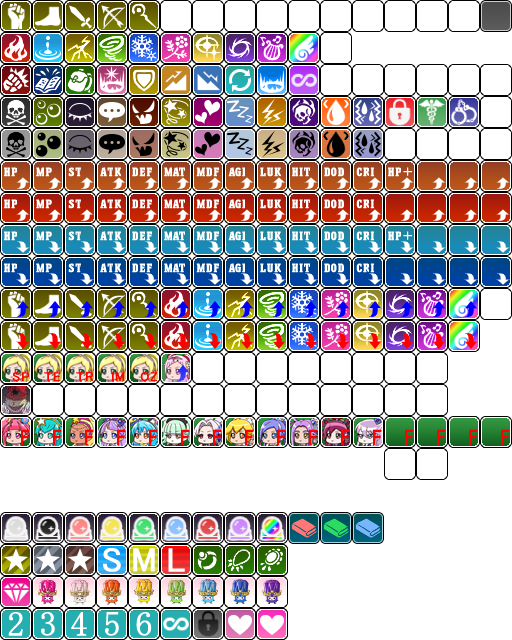 HP MP ST ATK DEF MAT MDF AGI LUK HIT DOD CRI HP+
HP MP ST ATK DEF MAT MDF AGI LUK HIT DOD CRI
HP MP ST ATK DEF MAT MDF AGI LUK HIT DOD CRI HP+
HP MP ST ATK DEF MAT MDF AGI LUK HIT DOD CRI
SP TE TR IM CZ
F F F F F F F F F F F F F F F F
S M L
2 3 4 5 6 ∞